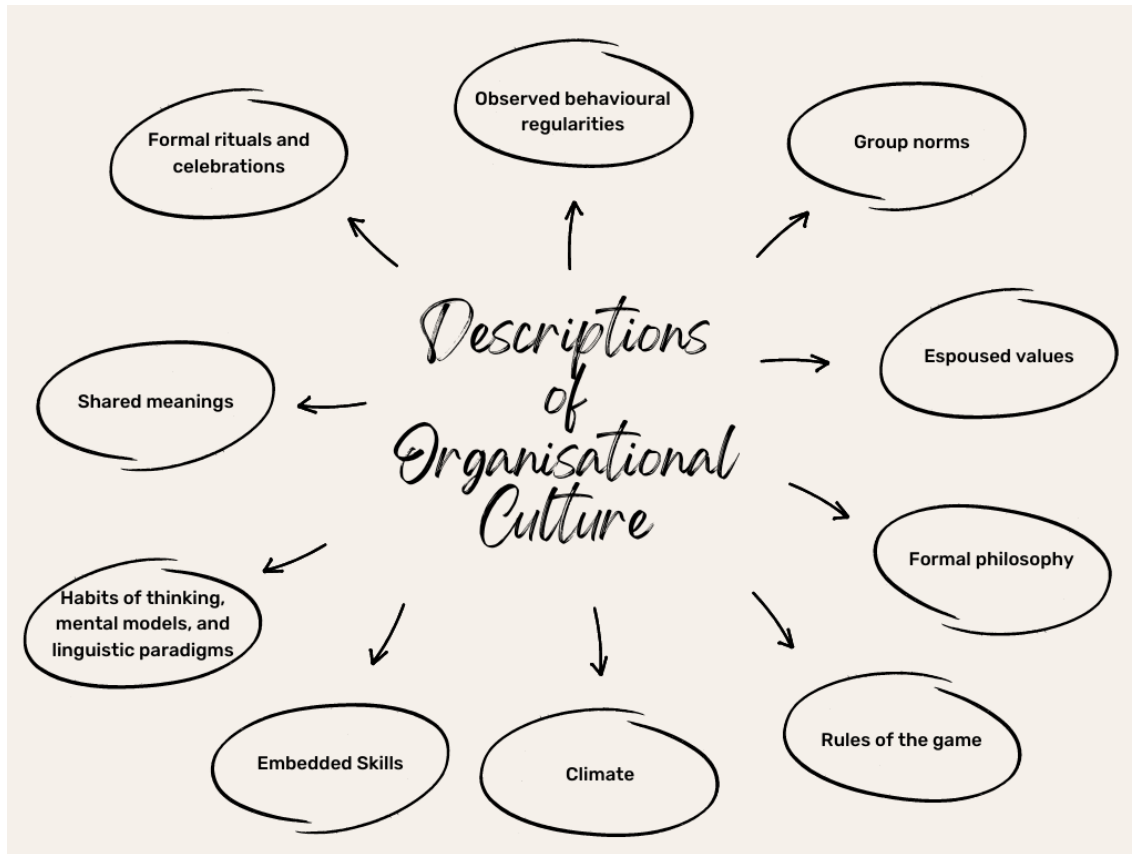 Observed behavioural
regularities
Group norms
Formal rituals and
celebrations
Descriptions
of
Organisational
Culture
Espoused values
Shared meanings
Formal philosophy
Habits of thinking,
mental models, and
linguistic paradigms
Rules of the game
Embedded Skills
Climate